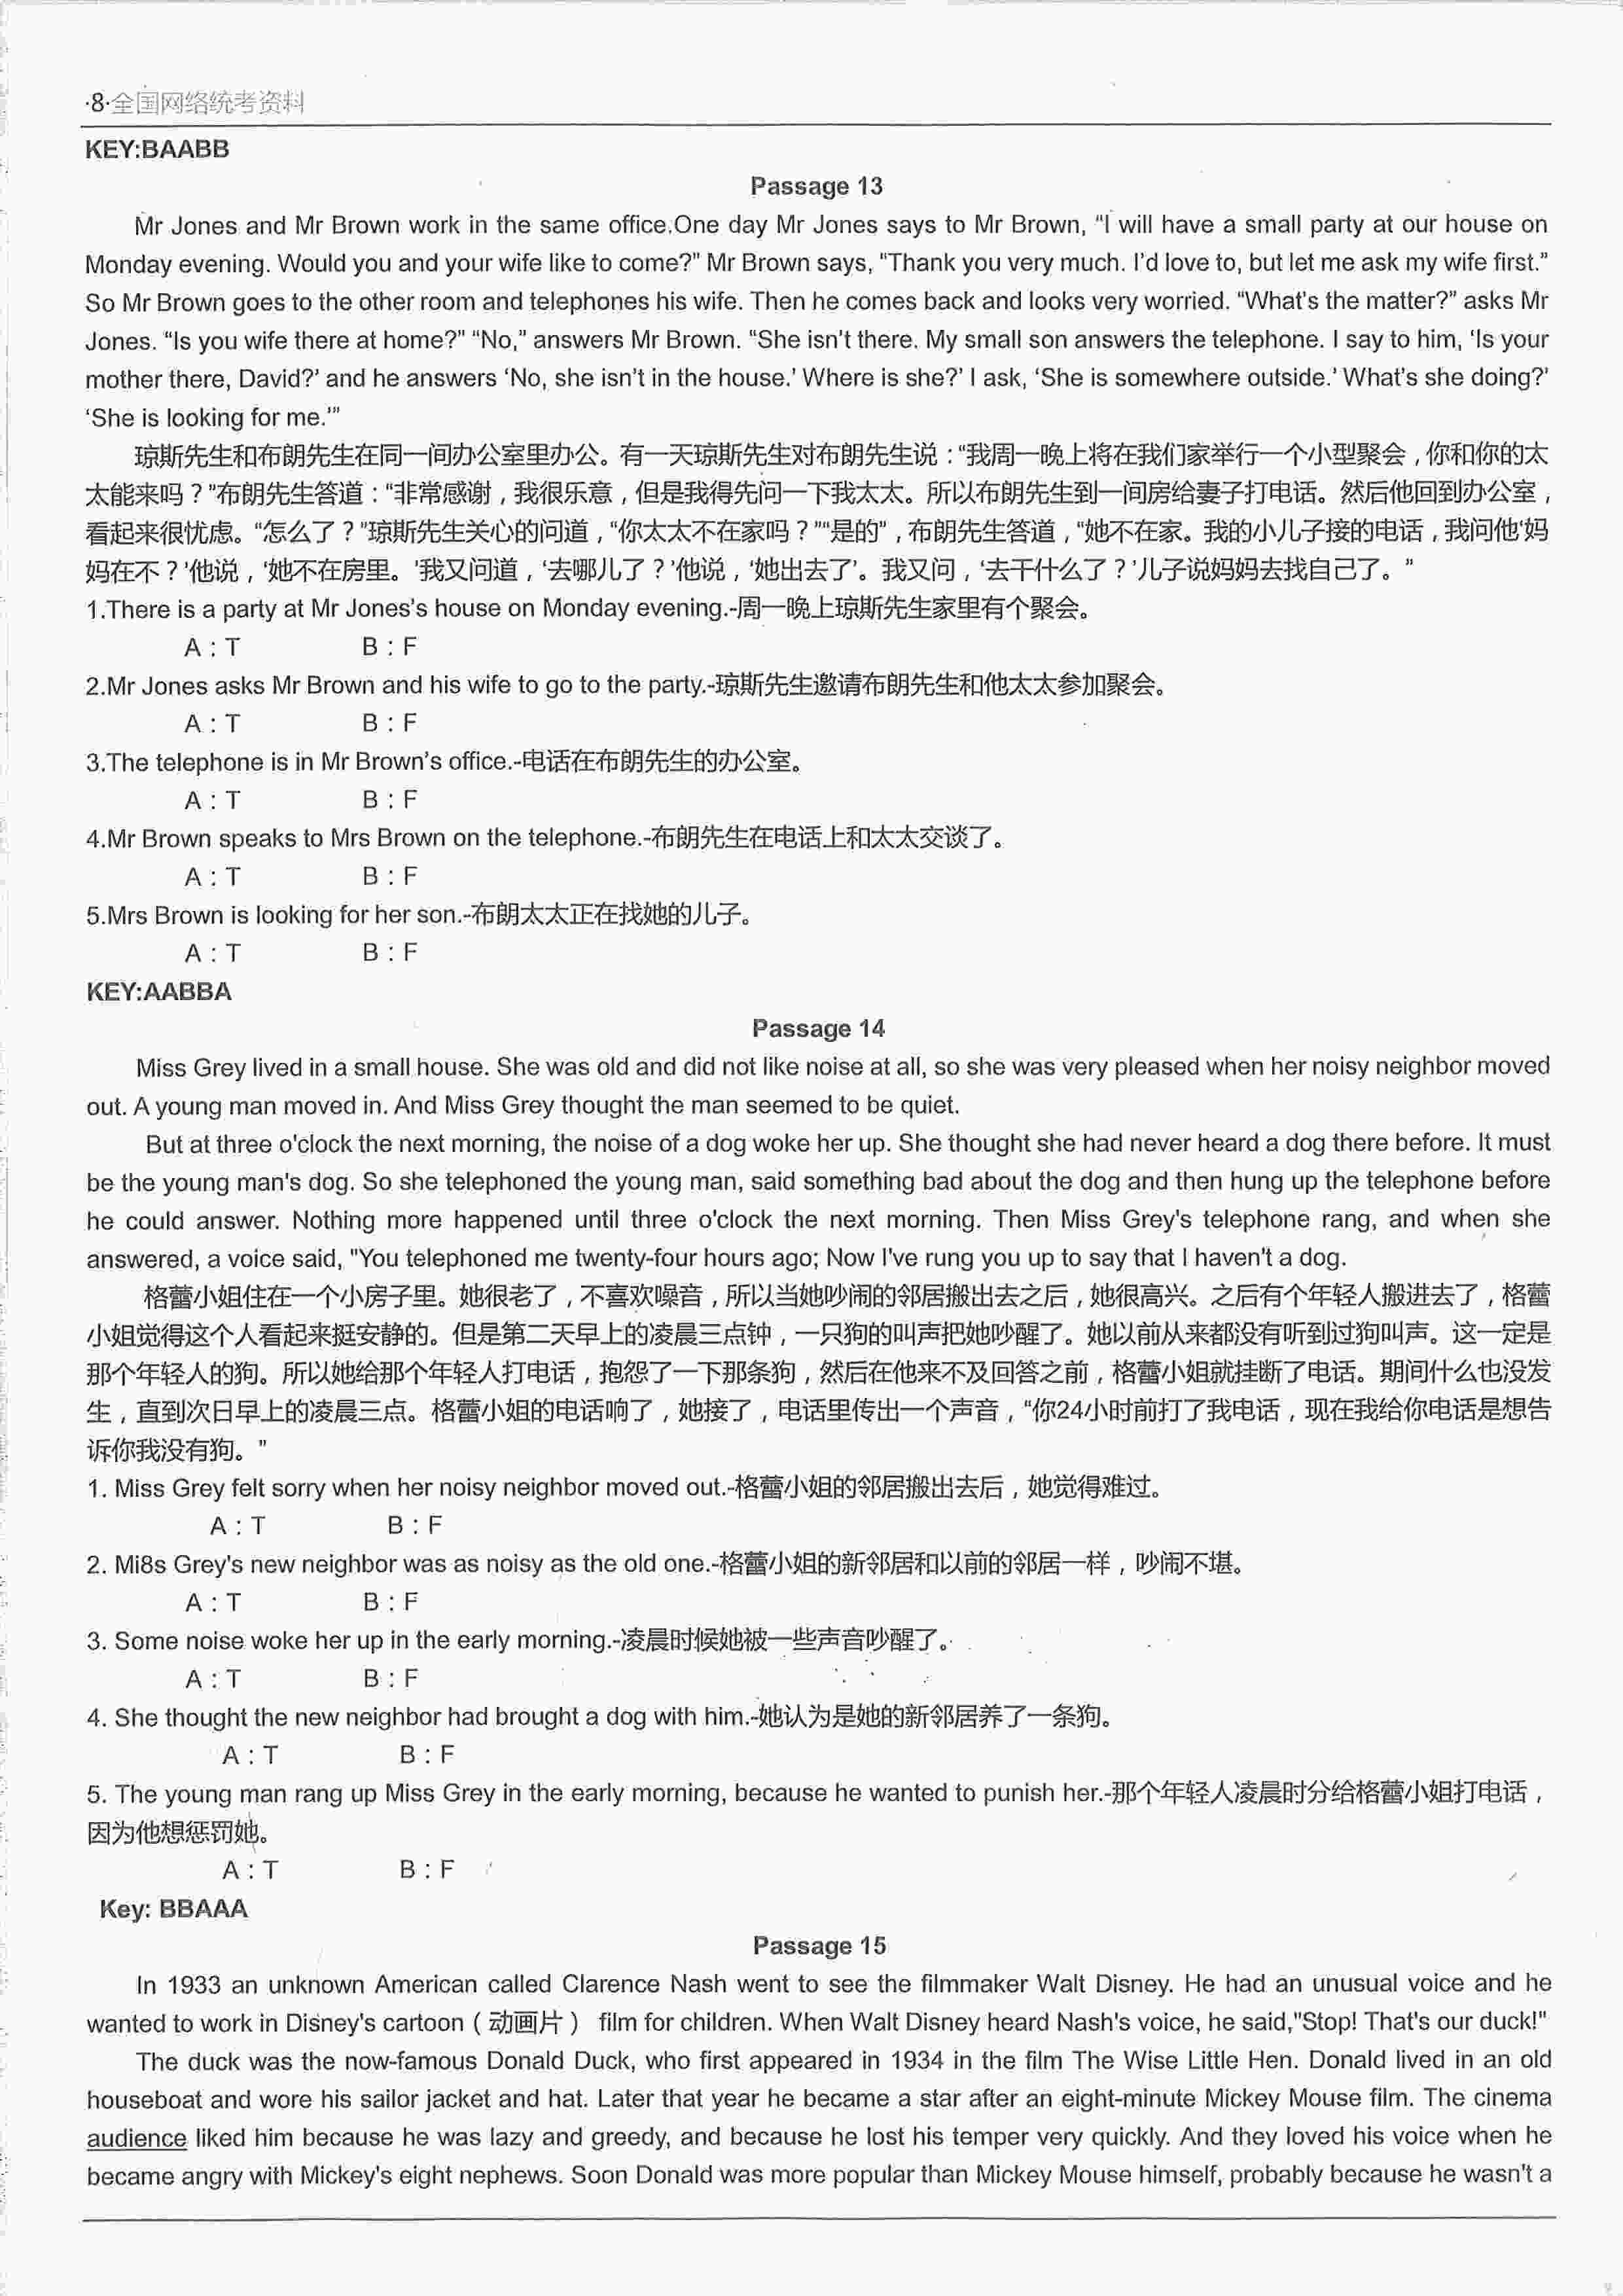 ·8·全国网络统考资料
KEY:BAABB
Passage 13
Mr Jones and Mr Brown work in the same office.One day Mr Jones says to Mr Brown, “I will have a small party at our house on
Monday evening. Would you and your wife like to come?” Mr Brown says, “Thank you very much. I’d love to, but let me ask my wife first.”
So Mr Brown goes to the other room and telephones his wife. Then he comes back and looks very worried. “What’s the matter?” asks Mr
Jones. “Is you wife there at home?” “No,” answers Mr Brown. “She isn’t there. My small son answers the telephone. I say to him, ‘Is your
mother there, David?’ and he answers ‘No, she isn’t in the house.’ Where is she?’ I ask, ‘She is somewhere outside.’ What’s she doing?’
‘She is looking for me.’”
琼斯先生和布朗先生在同一间办公室里办公。有一天琼斯先生对布朗先生说：“我周一晚上将在我们家举行一个小型聚会，你和你的太
太能来吗？”布朗先生答道：“非常感谢，我很乐意，但是我得先问一下我太太。所以布朗先生到一间房给妻子打电话。然后他回到办公室，
看起来很忧虑。“怎么了？”琼斯先生关心的问道，“你太太不在家吗？”“是的”，布朗先生答道，“她不在家。我的小儿子接的电话，我问他‘妈
妈在不？’他说，‘她不在房里。’我又问道，‘去哪儿了？’他说，‘她出去了’。我又问，‘去干什么了？’儿子说妈妈去找自己了。”
1.There is a party at Mr Jones’s house on Monday evening.-周一晚上琼斯先生家里有个聚会。
A：T B：F
2.Mr Jones asks Mr Brown and his wife to go to the party.-琼斯先生邀请布朗先生和他太太参加聚会。
A：T B：F
3.The telephone is in Mr Brown’s office.-电话在布朗先生的办公室。
A：T B：F
4.Mr Brown speaks to Mrs Brown on the telephone.-布朗先生在电话上和太太交谈了。
A：T B：F
5.Mrs Brown is looking for her son.-布朗太太正在找她的儿子。
A：T B：F
KEY:AABBA
Passage 14
Miss Grey lived in a small house. She was old and did not like noise at all, so she was very pleased when her noisy neighbor moved
out. A young man moved in. And Miss Grey thought the man seemed to be quiet.
But at three o'clock the next morning, the noise of a dog woke her up. She thought she had never heard a dog there before. It must
be the young man's dog. So she telephoned the young man, said something bad about the dog and then hung up the telephone before
he could answer. Nothing more happened until three o'clock the next morning. Then Miss Grey's telephone rang, and when she
answered, a voice said, "You telephoned me twenty-four hours ago; Now I've rung you up to say that I haven't a dog.
格蕾小姐住在一个小房子里。她很老了，不喜欢噪音，所以当她吵闹的邻居搬出去之后，她很高兴。之后有个年轻人搬进去了，格蕾
小姐觉得这个人看起来挺安静的。但是第二天早上的凌晨三点钟，一只狗的叫声把她吵醒了。她以前从来都没有听到过狗叫声。这一定是
那个年轻人的狗。所以她给那个年轻人打电话，抱怨了一下那条狗，然后在他来不及回答之前，格蕾小姐就挂断了电话。期间什么也没发
生，直到次日早上的凌晨三点。格蕾小姐的电话响了，她接了，电话里传出一个声音，“你24小时前打了我电话，现在我给你电话是想告
诉你我没有狗。”
1. Miss Grey felt sorry when her noisy neighbor moved out.-格蕾小姐的邻居搬出去后，她觉得难过。
A：T B：F
2. Mi8s Grey's new neighbor was as noisy as the old one.-格蕾小姐的新邻居和以前的邻居一样，吵闹不堪。
A：T B：F
3. Some noise woke her up in the early morning.-凌晨时候她被一些声音吵醒了。
A：T B：F
4. She thought the new neighbor had brought a dog with him.-她认为是她的新邻居养了一条狗。
A：T B：F
5. The young man rang up Miss Grey in the early morning, because he wanted to punish her.-那个年轻人凌晨时分给格蕾小姐打电话，
因为他想惩罚她。
A：T B：F
Key: BBAAA
Passage 15
In 1933 an unknown American called Clarence Nash went to see the filmmaker Walt Disney. He had an unusual voice and he
wanted to work in Disney's cartoon（动画片） film for children. When Walt Disney heard Nash's voice, he said,"Stop! That's our duck!"
The duck was the now-famous Donald Duck, who first appeared in 1934 in the film The Wise Little Hen. Donald lived in an old
houseboat and wore his sailor jacket and hat. Later that year he became a star after an eight-minute Mickey Mouse film. The cinema
audience liked him because he was lazy and greedy, and because he lost his temper very quickly. And they loved his voice when he
became angry with Mickey's eight nephews. Soon Donald was more popular than Mickey Mouse himself, probably because he wasn't a